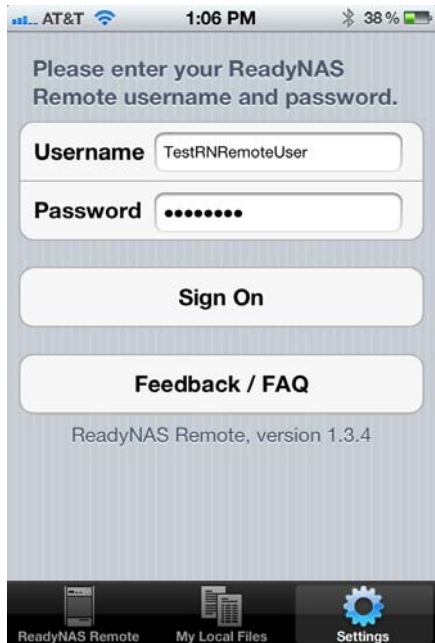 AT&T 1:06 PM 38%
Please enter your ReadyNAS
Remote username and password.
Username TestRNRemoteUser
Password ••••••••
Sign On
Feedback / FAQ
ReadyNAS Remote, version 1.3.4
ReadyNAS Remote My Local Files Settings